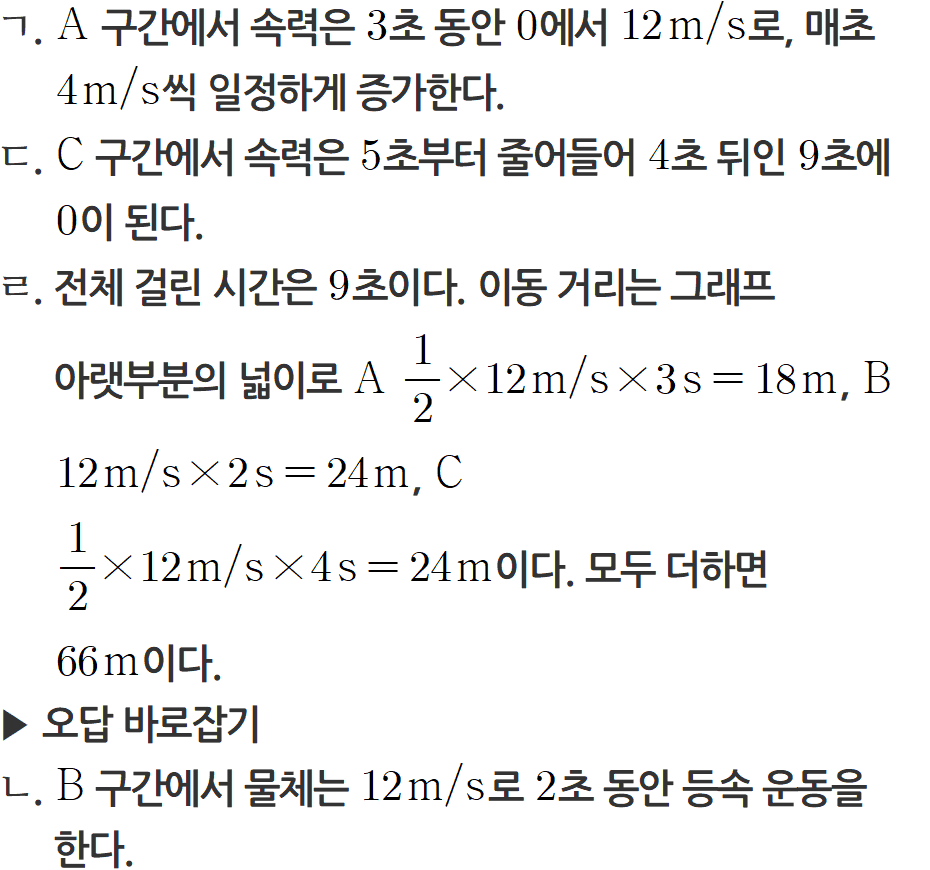 ㄱ. A 구간에서 속력은 3초 동안 0에서 12 m/s로, 매초
4 m/s씩 일정하게 증가한다.
ㄷ. C 구간에서 속력은 5초부터 줄어들어 4초 뒤인 9초에
0이 된다.
ㄹ. 전체 걸린 시간은 9초이다. 이동 거리는 그래프
아랫부분의 넓이로 A 1/2×12 m/s×3 s=18 m, B
12 m/s×2 s=24 m, C
1/2×12 m/s×4 s=24 m이다. 모두 더하면
66 m이다.
▶ 오답 바로잡기
ㄴ. B 구간에서 물체는 12 m/s로 2초 동안 등속 운동을
한다.